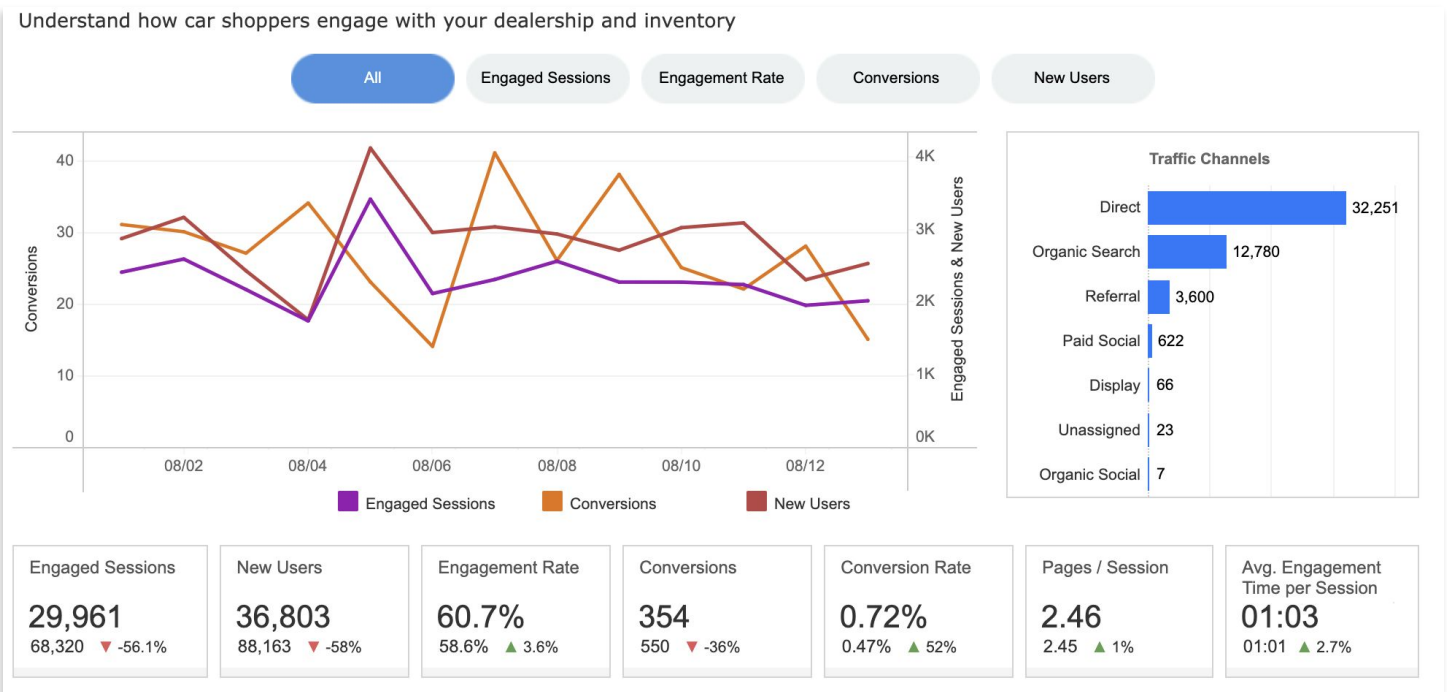 Understand how car shoppers engage with your dealership and inventory
All
Engaged Sessions
Engagement Rate
Conversions
New Users
Conversions
40
30
20
10
0
4K
3K
2K
1K
0K
Engaged Sessions & New Users
08/02
08/04
08/06
08/08
08/10
08/12
Engaged Sessions
Conversions
New Users
Traffic Channels
Direct 32,251
Organic Search 12,780
Referral 3,600
Paid Social 622
Display 66
Unassigned 23
Organic Social 7
Engaged Sessions
29,961
68,320 ▼ -56.1%
New Users
36,803
88,163 ▼ -58%
Engagement Rate
60.7%
58.6% ▲ 3.6%
Conversions
354
550 ▼ -36%
Conversion Rate
0.72%
0.47% ▲ 52%
Pages / Session
2.46
2.45 ▲ 1%
Avg. Engagement
Time per Session
01:03
01:01 ▲ 2.7%